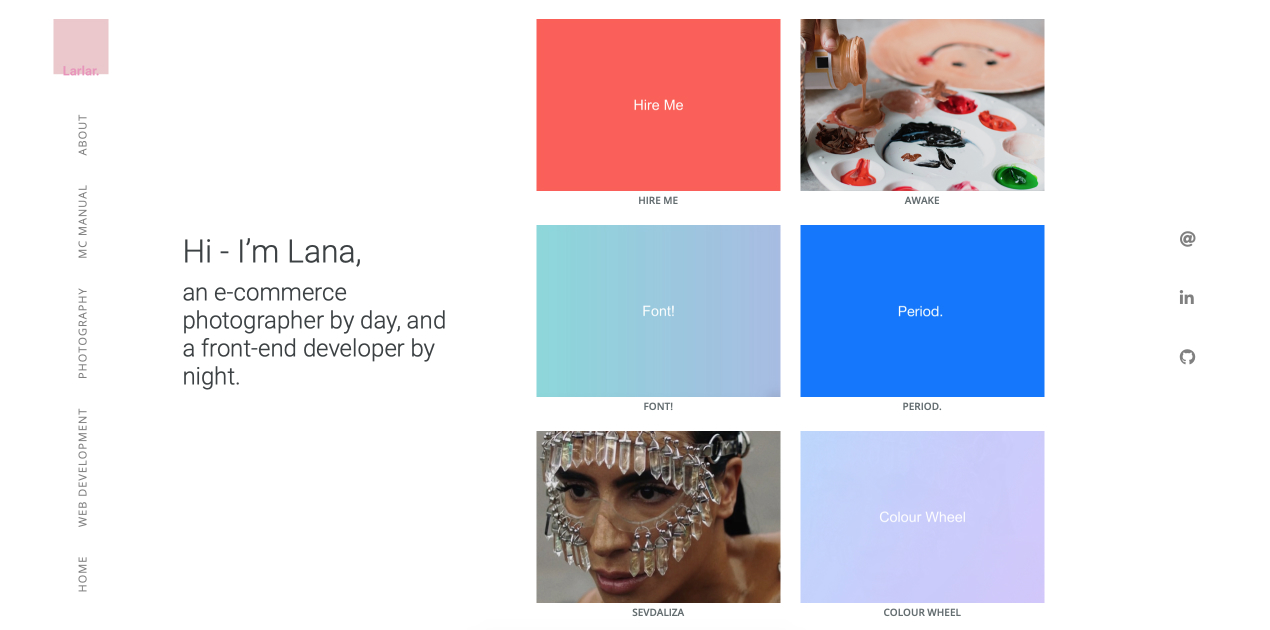 Larlar.
ABOUT
MC MANUAL
PHOTOGRAPHY
WEB DEVELOPMENT
HOME
Hi - I’m Lana,
an e-commerce
photographer by day, and
a front-end developer by
night.
Hire Me
HIRE ME
AWAKE
Font!
FONT!
Period.
PERIOD.
SEVDALIZA
Colour Wheel
COLOUR WHEEL
@
in